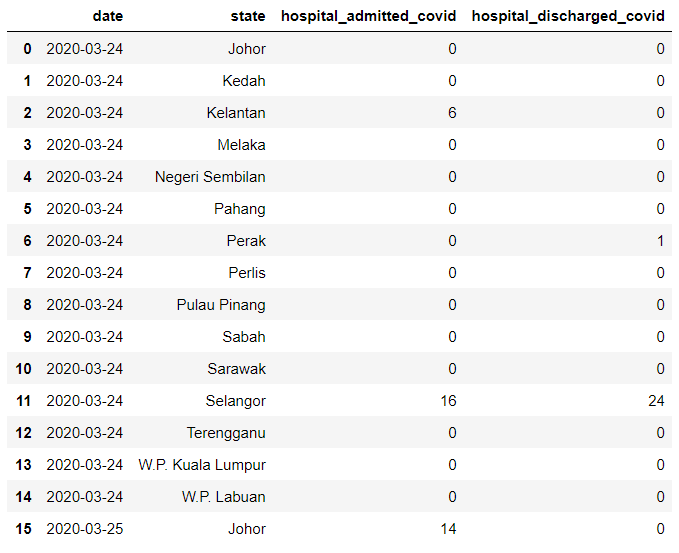 date state hospital_admitted_covid hospital_discharged_covid
0 2020-03-24 Johor 0 0
1 2020-03-24 Kedah 0 0
2 2020-03-24 Kelantan 6 0
3 2020-03-24 Melaka 0 0
4 2020-03-24 Negeri Sembilan 0 0
5 2020-03-24 Pahang 0 0
6 2020-03-24 Perak 0 1
7 2020-03-24 Perlis 0 0
8 2020-03-24 Pulau Pinang 0 0
9 2020-03-24 Sabah 0 0
10 2020-03-24 Sarawak 0 0
11 2020-03-24 Selangor 16 24
12 2020-03-24 Terengganu 0 0
13 2020-03-24 W.P. Kuala Lumpur 0 0
14 2020-03-24 W.P. Labuan 0 0
15 2020-03-25 Johor 14 0